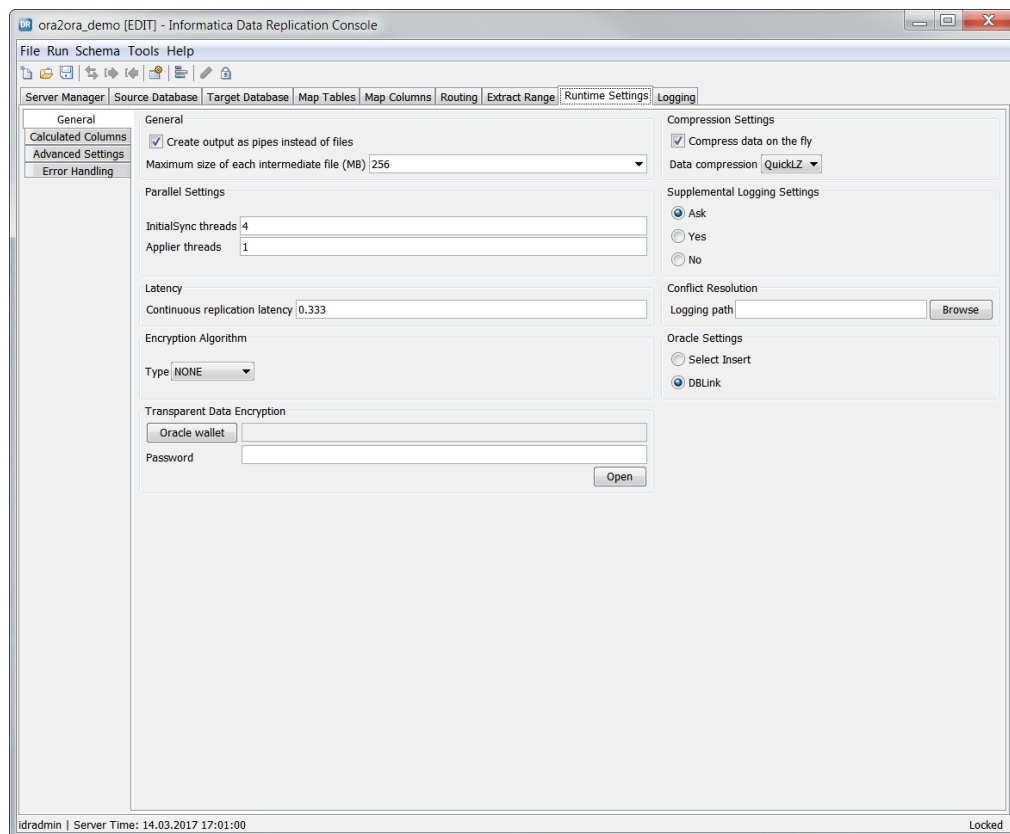 DR ora2ora_demo [EDIT] - Informatica Data Replication Console
File Run Schema Tools Help
Server Manager Source Database Target Database Map Tables Map Columns Routing Extract Range Runtime Settings Logging
General
Calculated Columns
Advanced Settings
Error Handling
General
Create output as pipes instead of files
Maximum size of each intermediate file (MB) 256
Parallel Settings
InitialSync threads 4
Applier threads 1
Latency
Continuous replication latency 0.333
Encryption Algorithm
Type NONE
Transparent Data Encryption
Oracle wallet
Password
Open
Compression Settings
Compress data on the fly
Data compression QuickLZ
Supplemental Logging Settings
Ask
Yes
No
Conflict Resolution
Logging path Browse
Oracle Settings
Select Insert
DBLink
idradmin | Server Time: 14.03.2017 17:01:00 Locked